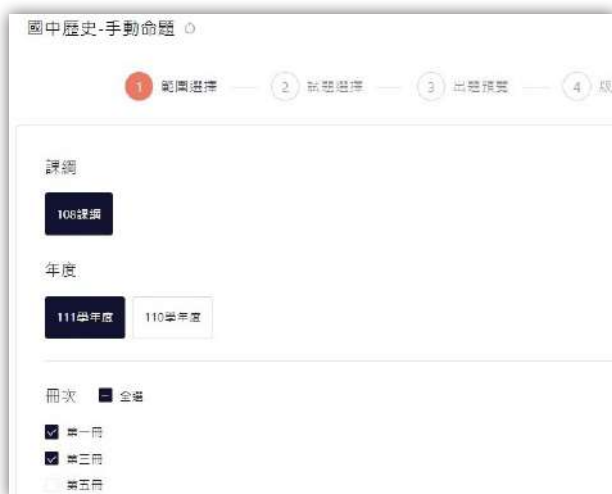 國中歷史-手動命題
1 範圍選擇 2 試題選擇 3 出題預覽 4 版
課綱
108課綱
年度
111學年度 110學年度
冊次 全選
第一冊
第三冊
第五冊